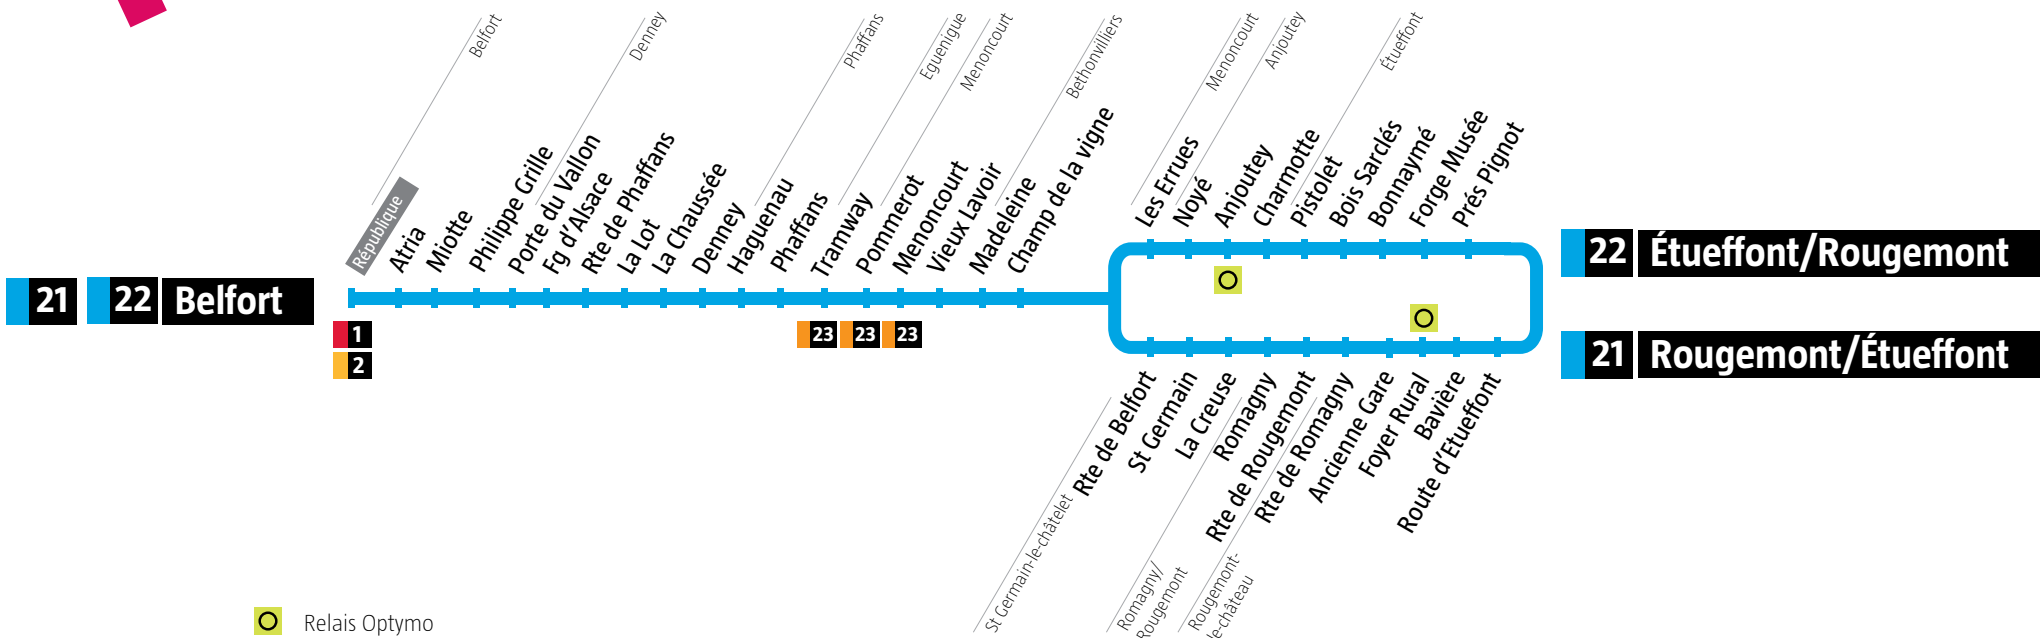 Belfort
Denney
Phaffans
Eguenigue
Menoncourt
Bethonvilliers
Menoncourt
Anjoutey
Étueffont
République
Atria
Miotte
Philippe Grille
Porte du Vallon
Fg d'Alsace
Rte de Phaffans
La Lot
La Chaussée
Denney
Haguenau
Phaffans
Tramway
Pommerot
Menoncourt
Vieux Lavoir
Madeleine
Champ de la vigne
Les Errues
Noyé
Anjoutey
Charmotte
Pistolet
Bois Sardés
Bonnaymé
Forge Musée
Prés Pignot
21 22 Belfort
22 Étueffont/Rougemont
21 Rougemont/Étueffont
1
2
23 23 23
Rte de Belfort
St Germain
La Creuse
Romagny
Rte de Rougemont
Rte de Romagny
Ancienne Gare
Foyer Rural
Bavière
Route d'Etueffont
St Germain-le-châtelet
Romagny/
Rougemont
Rougemont-
le-château
Relais Optymo